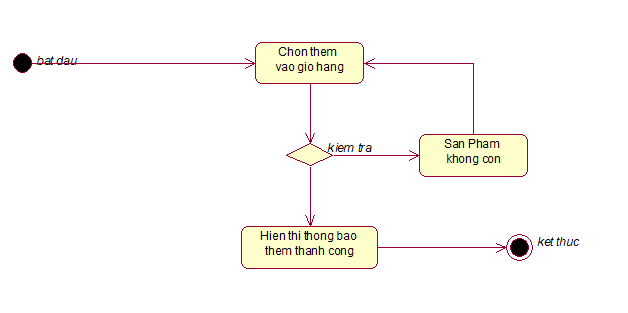 bat dau
Chon them
vao gio hang
kiem tra
San Pham
khong con
Hien thi thong bao
them thanh cong
ket thuc